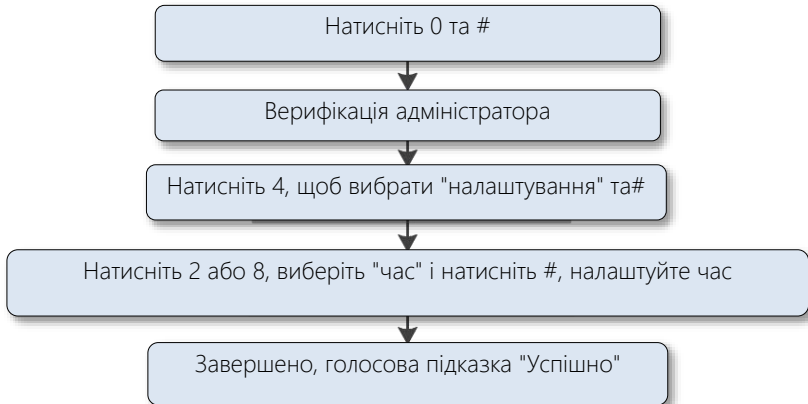 Натисніть 0 та #
Верифікація адміністратора
Натисніть 4, щоб вибрати "налаштування" та#
Натисніть 2 або 8, виберіть "час" і натисніть #, налаштуйте час
Завершено, голосова підказка "Успішно"